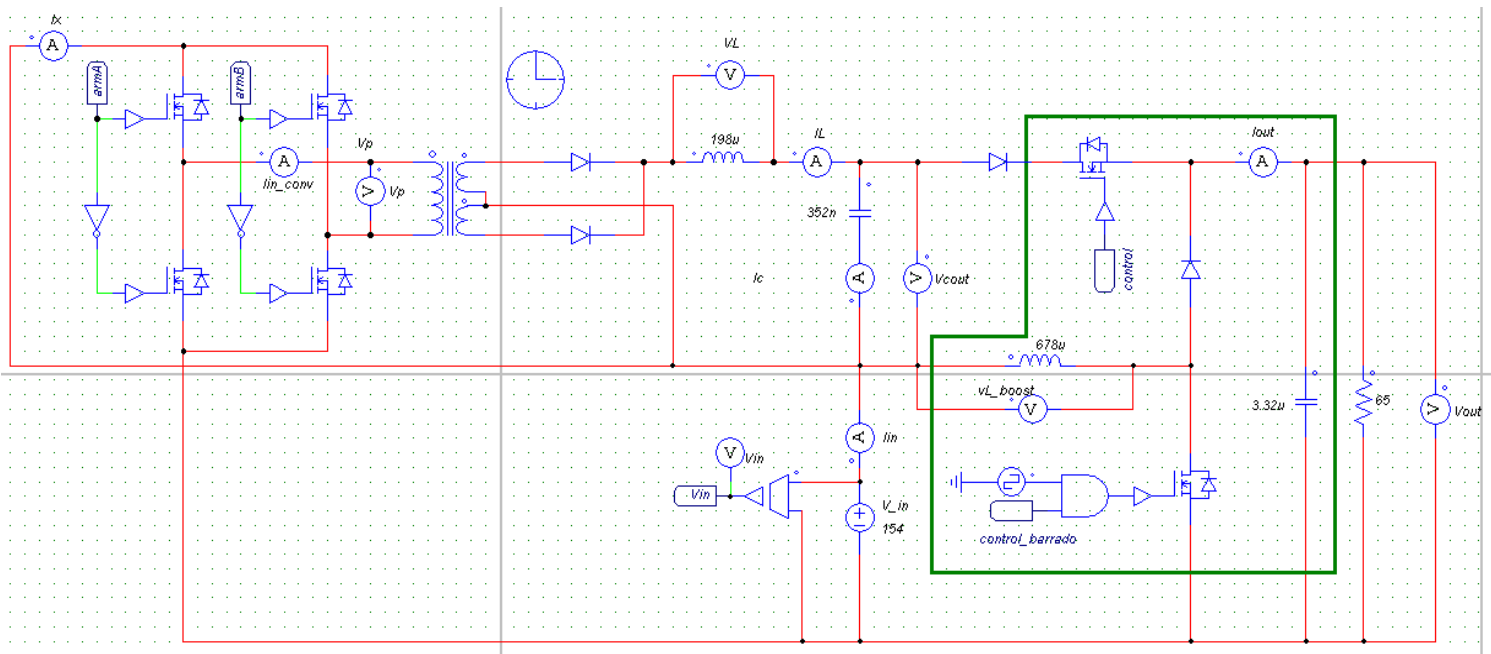 Ix
A
armA
armB
VL
V
198u
IL
A
Iout
A
Vp
A
Iin_conv
V
Vp
352n
A
Ic
V
Vcout
control
678u
vL_boost
V
3.32u
65
V
Vout
A
Iin
V
Vin
Vin
V_in
154
control_barrado